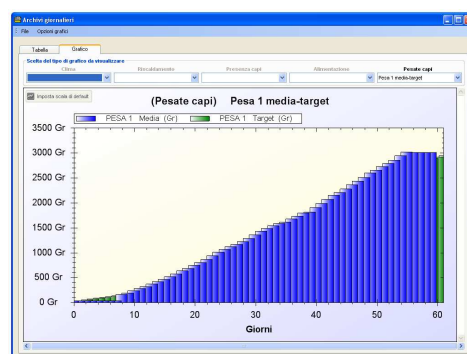 Archivi giornalieri
File Opzioni grafici
Tabella Grafico
Scelta del tipo di grafico da visualizzare
Clima Riscaldamento Presenza capi Alimentazione Pesate capi
Pesa 1 media-target
Imposta scala di default
(Pesate capi) Pesa 1 media-target
PESA 1 Media (Gr) PESA 1 Target (Gr)
3500 Gr
3000 Gr
2500 Gr
2000 Gr
1500 Gr
1000 Gr
500 Gr
0 Gr
0 10 20 30 40 50 60
Giorni